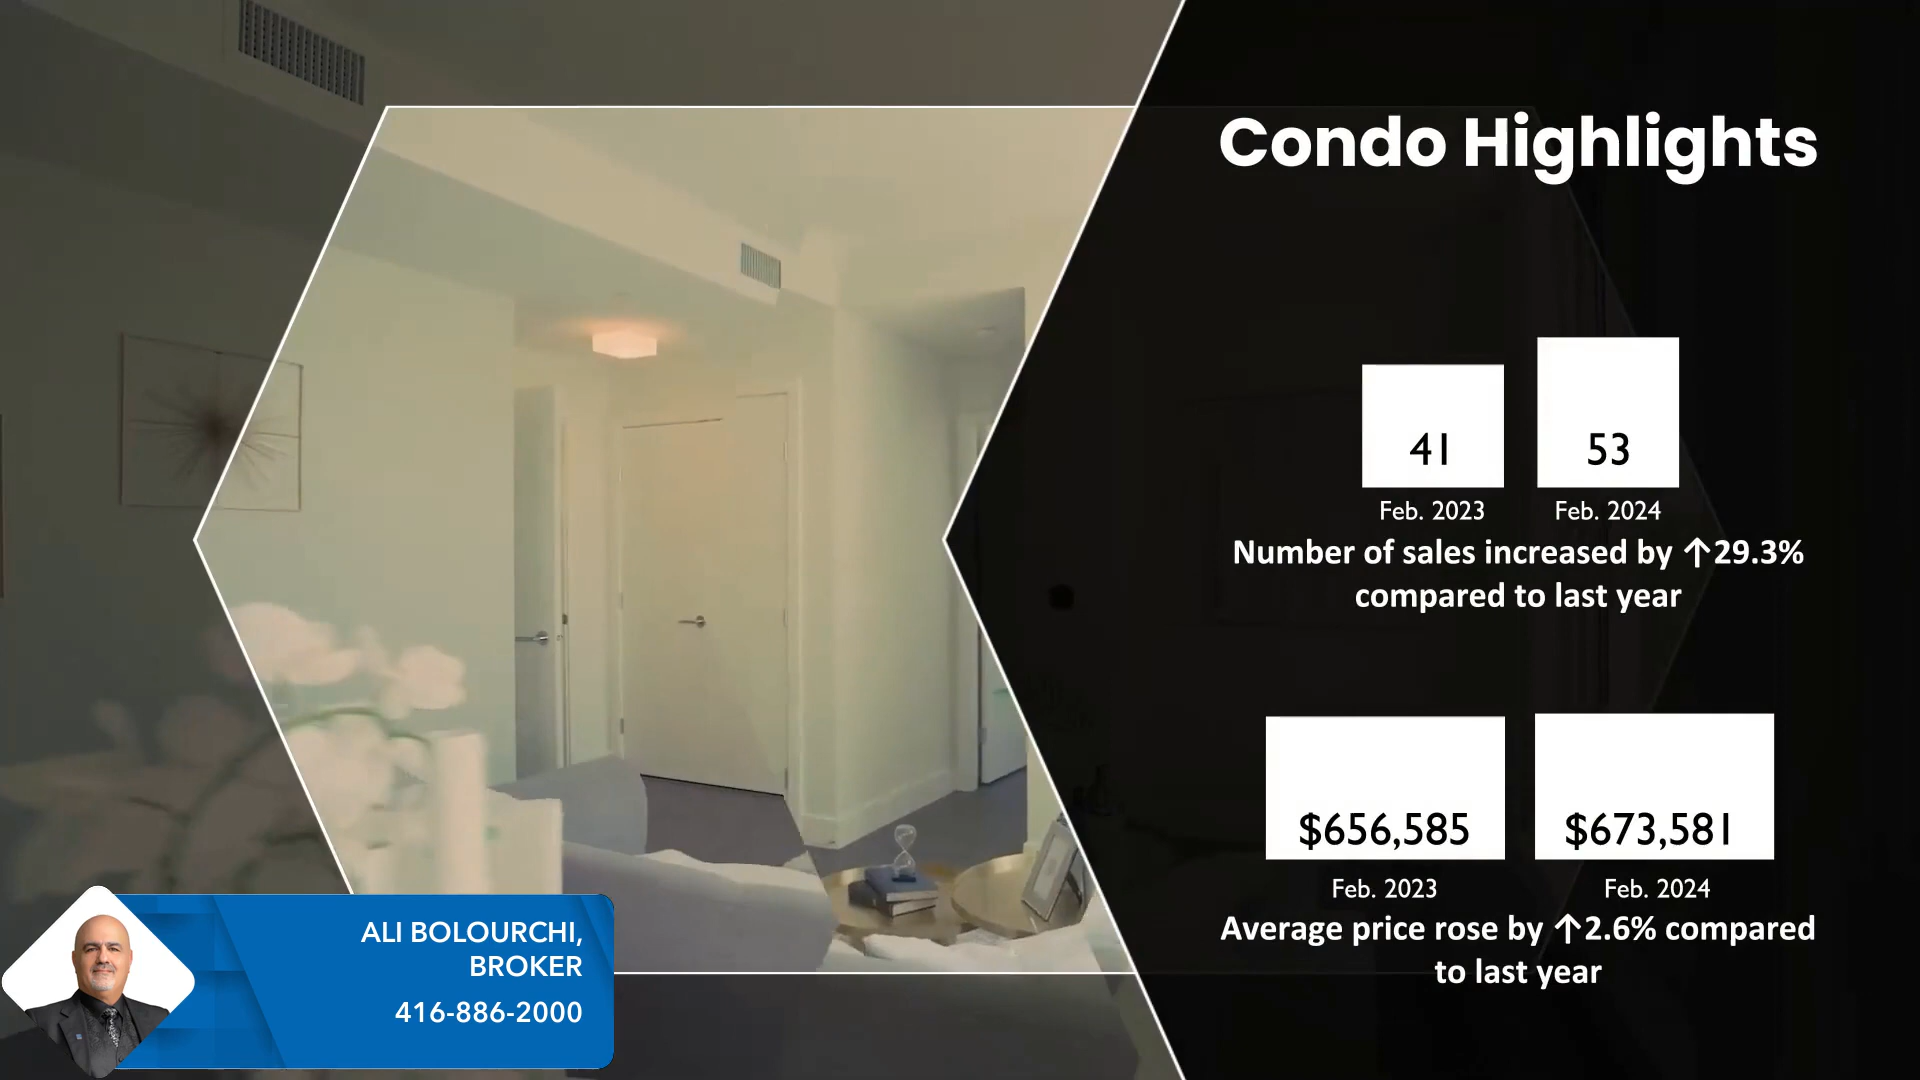 Condo Highlights
41
53
Feb. 2023
Feb. 2024
Number of sales increased by ↑29.3%
compared to last year
$656,585
$673,581
Feb. 2023
Feb. 2024
Average price rose by ↑2.6% compared
to last year
ALI BOLOURCHI,
BROKER
416-886-2000